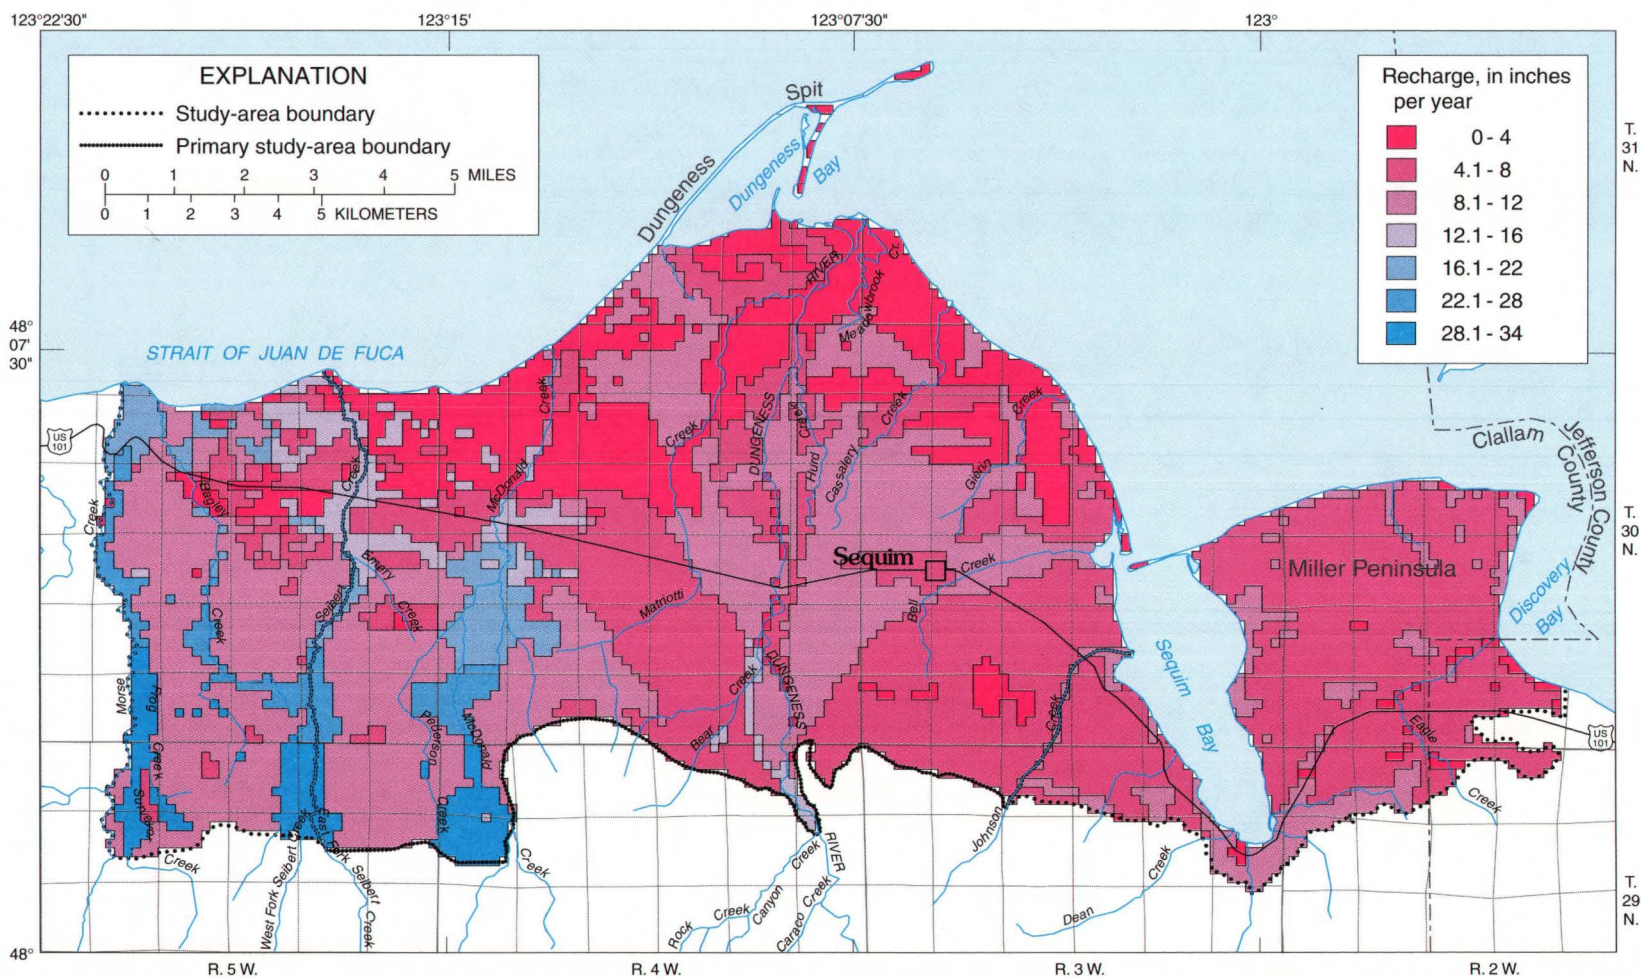 123°22'30"
123°15'
123°07'30"
123°
EXPLANATION
Study-area boundary
Primary study-area boundary
0 1 2 3 4 5 MILES
0 1 2 3 4 5 KILOMETERS
Recharge, in inches
per year
0 - 4
4.1 - 8
8.1 - 12
12.1 - 16
16.1 - 22
22.1 - 28
28.1 - 34
T.
31
N.
Spit
Dungeness
Dungeness
Bay
RIVER
Meadowbrook
Cr.
48°
07'
30"
STRAIT OF JUAN DE FUCA
US
101
Creek
Creek
Creek
Creek
Creek
Creek
Creek
DUNGENESS
Hurd
Cassalery
Gierin
McDonald
Bagley
Clallam
County
Jefferson County
T.
30
N.
Sequim
Creek
Bell
Emery
Creek
Seibert
Creek
Matriotti
Miller Peninsula
Discovery
Bay
Sequim
Bay
Morse
Frog
Creek
Surveyor
Peterson
McDonald
Creek
Bear
Creek
DUNGENESS
Creek
Eagle
Creek
US
101
Creek
West Fork Seibert Creek
East Fork
Seibert
Creek
Creek
Rock
Creek
Canyon
Creek
Caraco Creek
RIVER
Johnson
Dean
Creek
T.
29
N.
48°
R. 5 W.
R. 4 W.
R. 3 W.
R. 2 W.